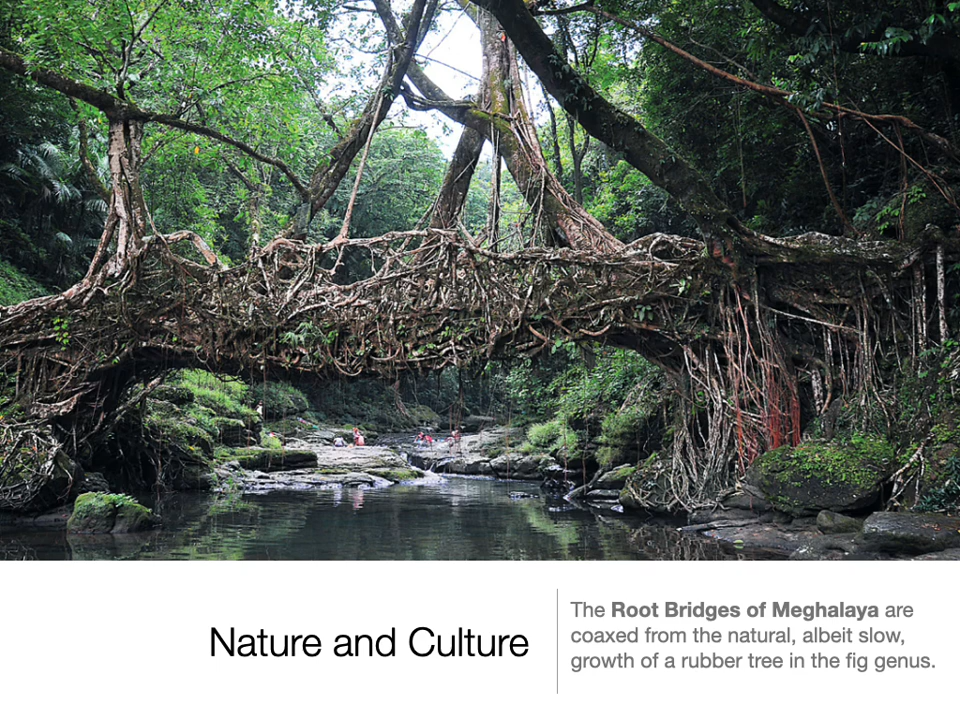 Nature and Culture
The Root Bridges of Meghalaya are
coaxed from the natural, albeit slow,
growth of a rubber tree in the fig genus.